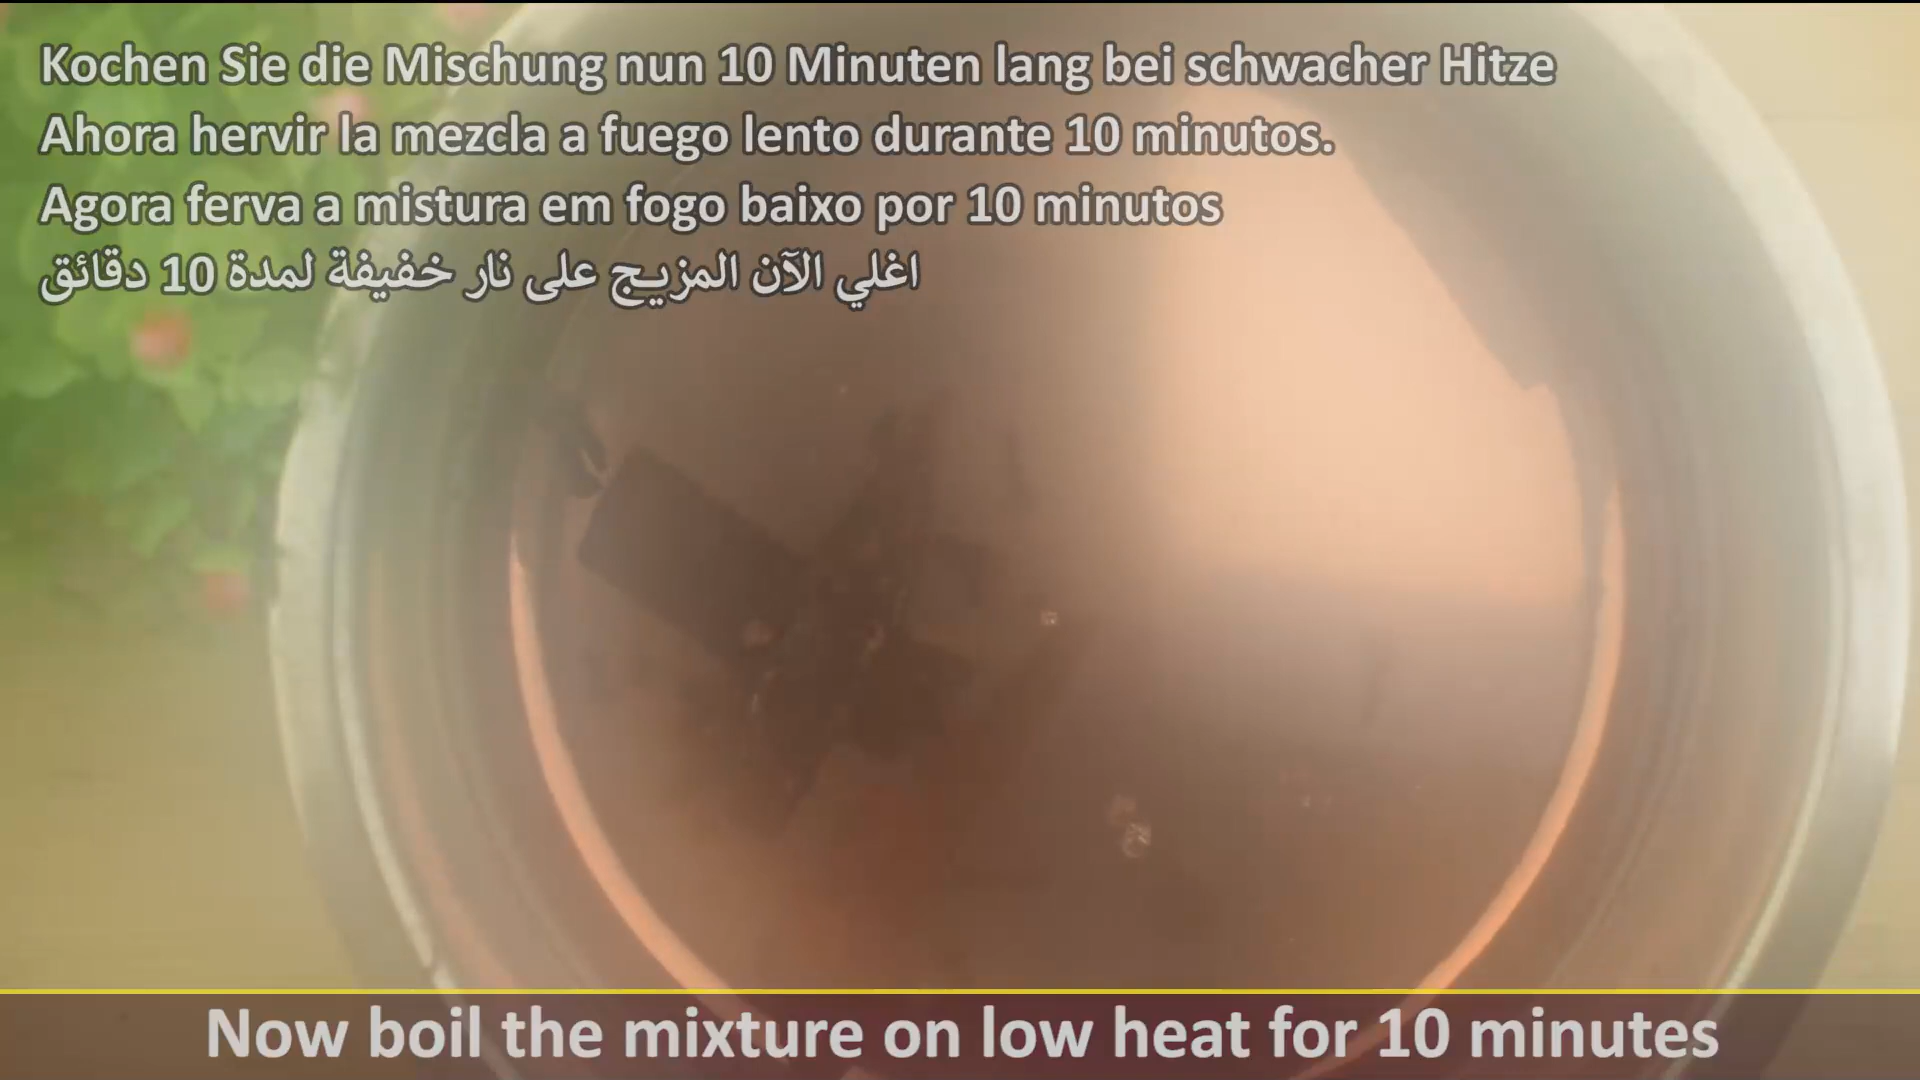 Kochen Sie die Mischung nun 10 Minuten lang bei schwacher Hitze
Ahora hervir la mezcla a fuego lento durante 10 minutos.
Agora ferva a mistura em fogo baixo por 10 minutos
اغلي الآن المزيج على نار خفيفة لمدة 10 دقائق
Now boil the mixture on low heat for 10 minutes